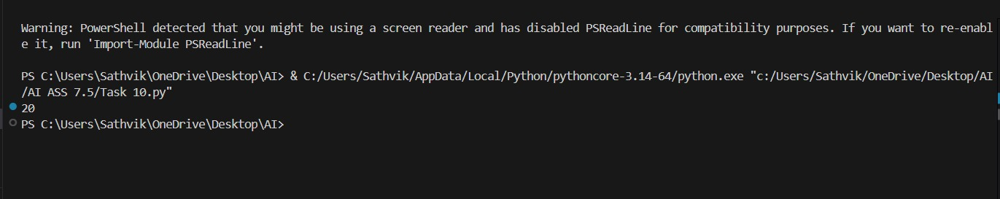 Warning: PowerShell detected that you might be using a screen reader and has disabled PSReadLine for compatibility purposes. If you want to re-enabl
e it, run 'Import-Module PSReadLine'.
PS C:\Users\Sathvik\OneDrive\Desktop\AI> & C:/Users/Sathvik/AppData/Local/Python/pythoncore-3.14-64/python.exe "c:/Users/Sathvik/OneDrive/Desktop/AI
/AI ASS 7.5/Task 10.py"
20
PS C:\Users\Sathvik\OneDrive\Desktop\AI>